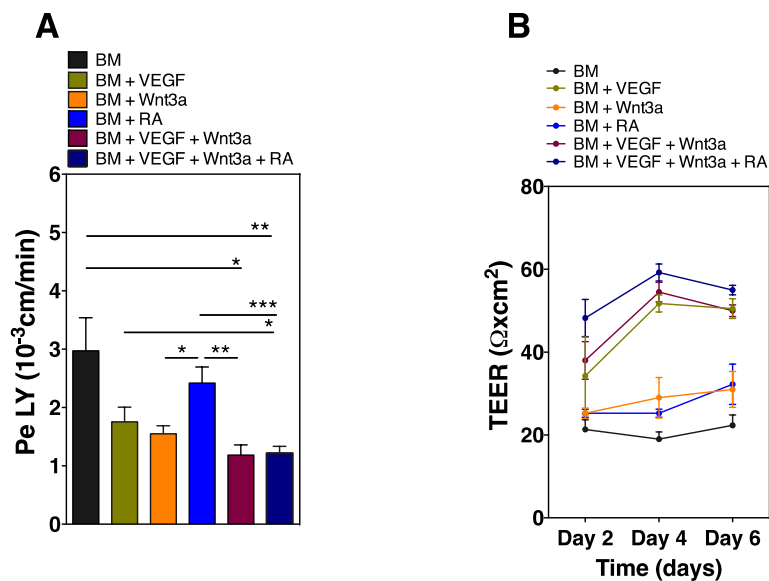 A
BM
BM + VEGF
BM + Wnt3a
BM + RA
BM + VEGF + Wnt3a
BM + VEGF + Wnt3a + RA
Pe LY (10⁻³cm/min)
6
5
4
3
2
1
0
**
*
***
*
*
**
B
BM
BM + VEGF
BM + Wnt3a
BM + RA
BM + VEGF + Wnt3a
BM + VEGF + Wnt3a + RA
TEER (Ωxcm²)
80
60
40
20
0
Day 2 Day 4 Day 6
Time (days)